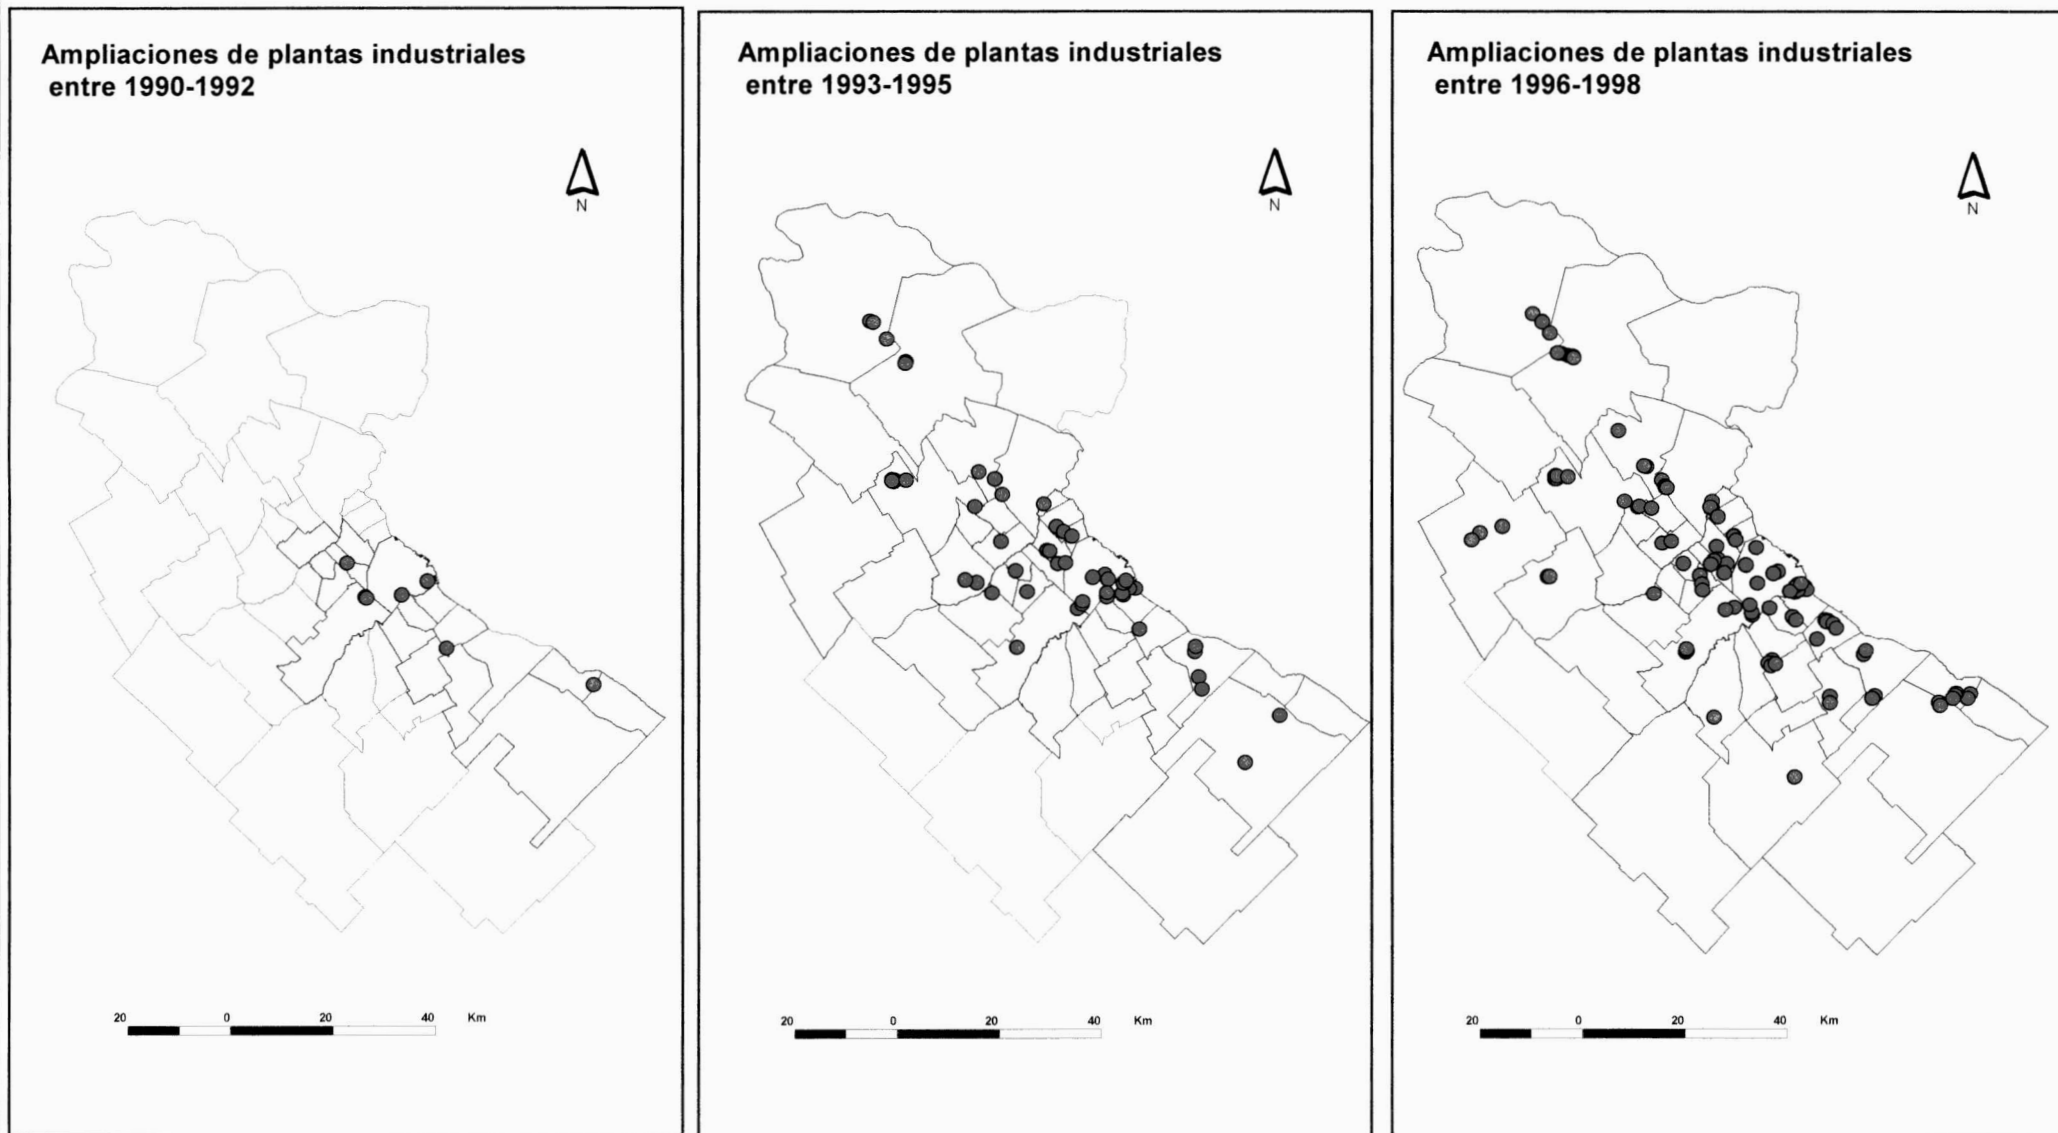 Ampliaciones de plantas industriales
entre 1990-1992
N
20 0 20 40 Km
Ampliaciones de plantas industriales
entre 1993-1995
N
20 0 20 40 Km
Ampliaciones de plantas industriales
entre 1996-1998
N
20 0 20 40 Km